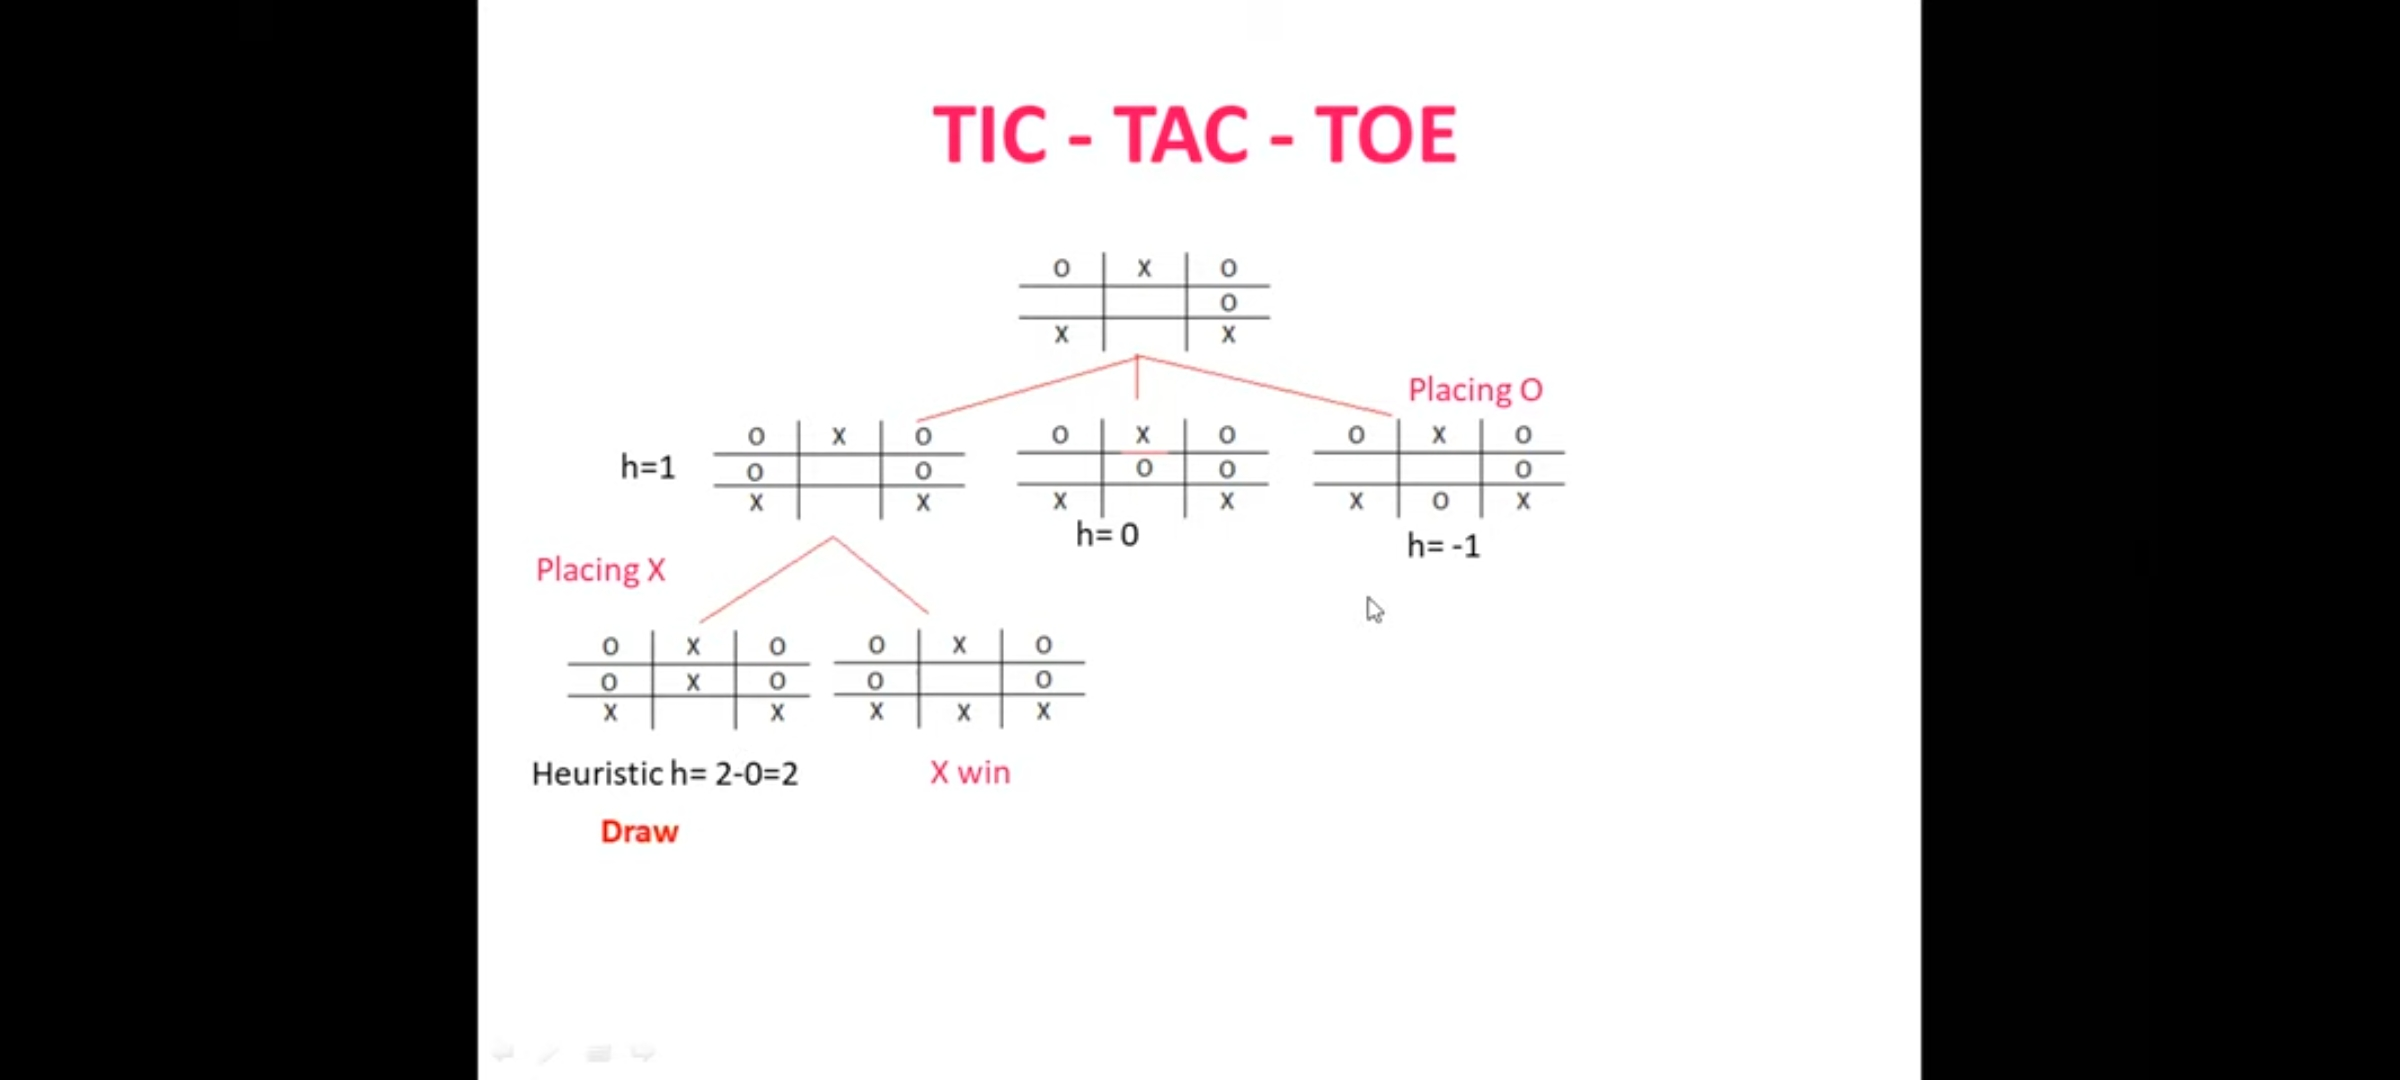 TIC - TAC - TOE
O X O
O
X X
Placing O
O X O
O O
X X
h=1
O X O
O O
X X
h= 0
O X O
O
X O X
h= -1
Placing X
O X O
O X O
X X
Heuristic h= 2-0=2
Draw
O X O
O O
X X X
X win